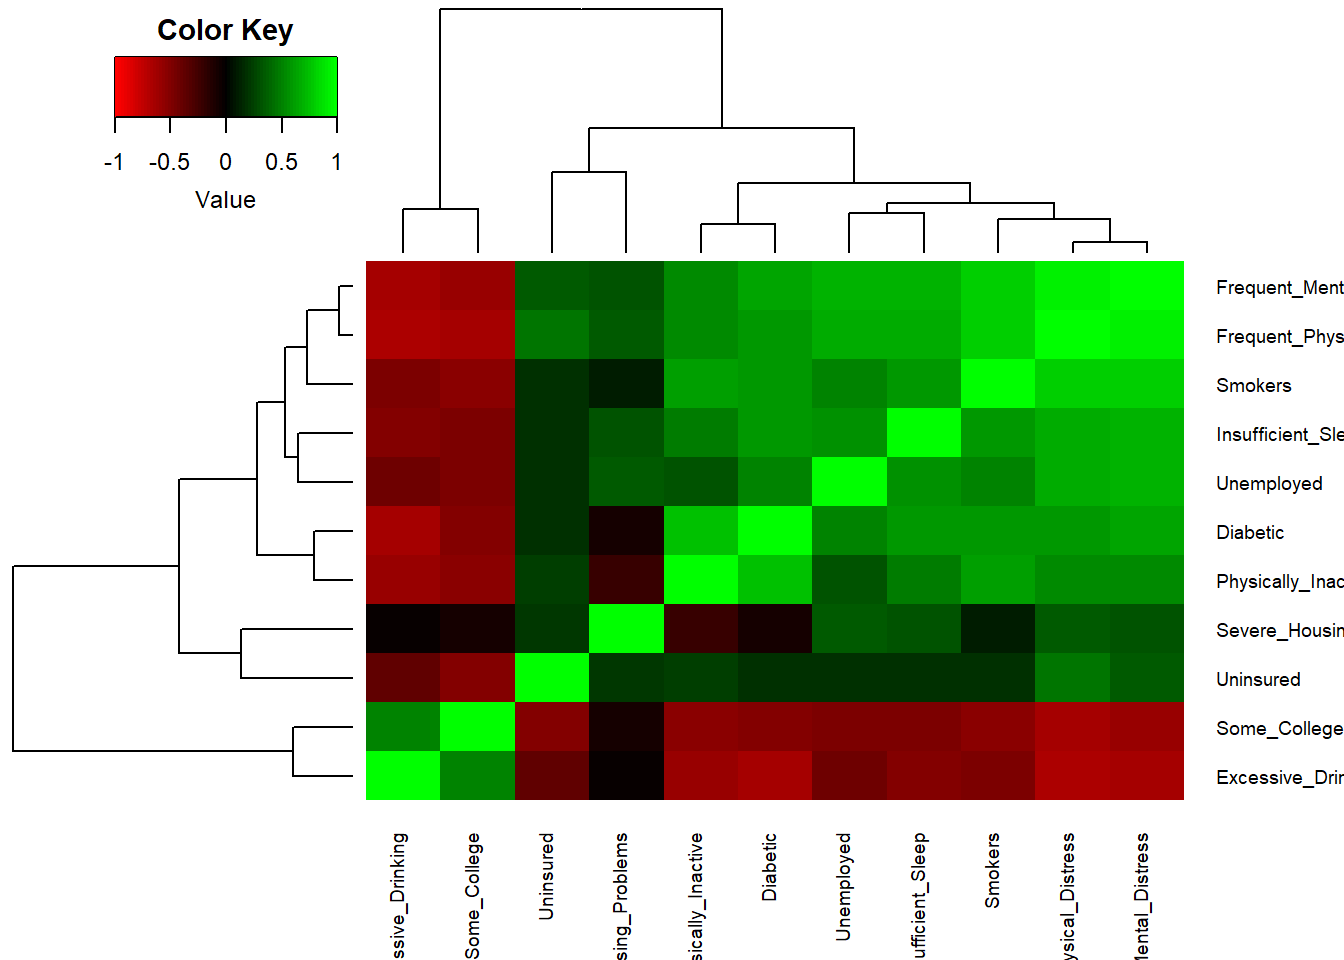 Color Key
-1 -0.5 0 0.5 1
Value
Frequent_Ment
Frequent_Phys
Smokers
Insufficient_Sle
Unemployed
Diabetic
Physically_Inac
Severe_Housin
Uninsured
Some_College
Excessive_Drin
ssive_Drinking
Some_College
Uninsured
sing_Problems
sically_Inactive
Diabetic
Unemployed
ufficient_Sleep
Smokers
ysical_Distress
Mental_Distress